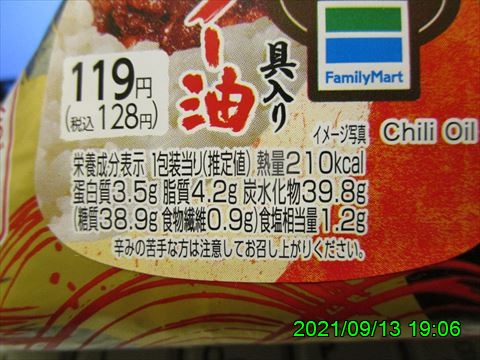 119円
(税込128円)
ー油
具入り
FamilyMart
イメージ写真 Chili Oil
栄養成分表示 1包装当り(推定値) 熱量210kcal
蛋白質3.5g 脂質4.2g 炭水化物39.8g
(糖質38.9g 食物繊維0.9g) 食塩相当量1.2g
辛みの苦手な方は注意してお召し上がりください。
2021/09/13 19:06